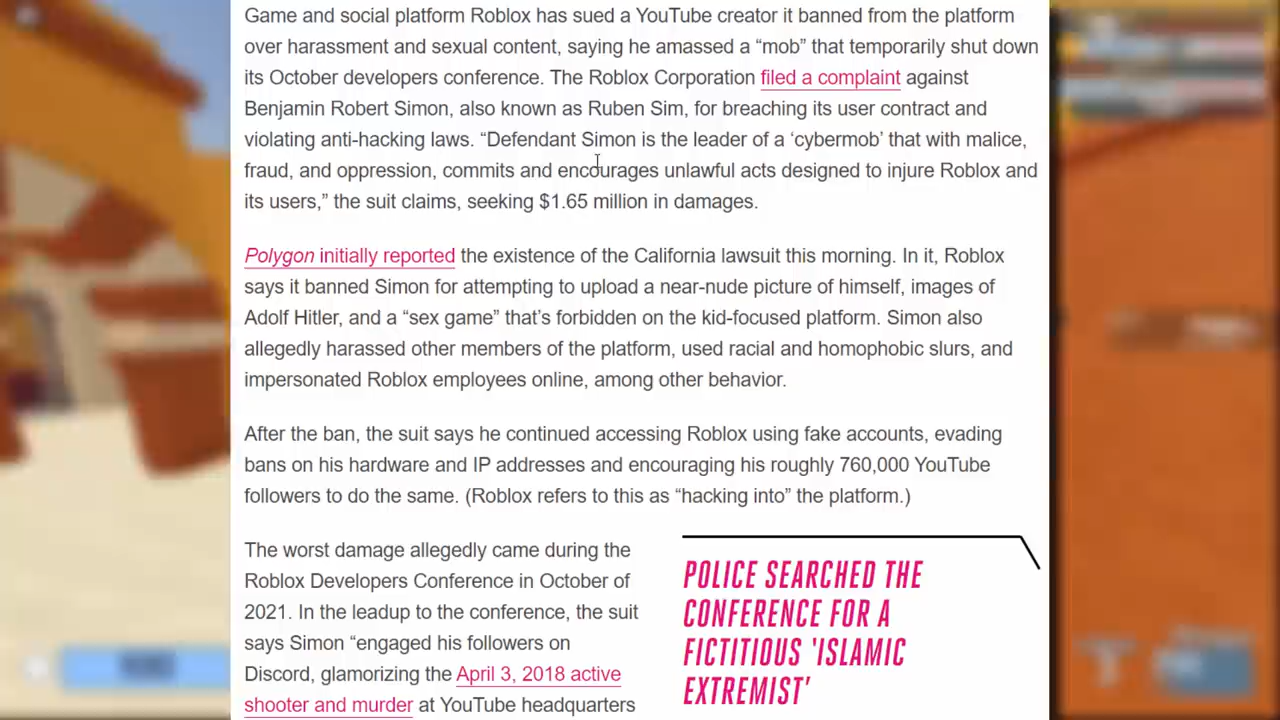 Game and social platform Roblox has sued a YouTube creator it banned from the platform
over harassment and sexual content, saying he amassed a “mob” that temporarily shut down
its October developers conference. The Roblox Corporation filed a complaint against
Benjamin Robert Simon, also known as Ruben Sim, for breaching its user contract and
violating anti-hacking laws. “Defendant Simon is the leader of a ‘cybermob’ that with malice,
fraud, and oppression, commits and encourages unlawful acts designed to injure Roblox and
its users,” the suit claims, seeking $1.65 million in damages.
Polygon initially reported the existence of the California lawsuit this morning. In it, Roblox
says it banned Simon for attempting to upload a near-nude picture of himself, images of
Adolf Hitler, and a “sex game” that’s forbidden on the kid-focused platform. Simon also
allegedly harassed other members of the platform, used racial and homophobic slurs, and
impersonated Roblox employees online, among other behavior.
After the ban, the suit says he continued accessing Roblox using fake accounts, evading
bans on his hardware and IP addresses and encouraging his roughly 760,000 YouTube
followers to do the same. (Roblox refers to this as “hacking into” the platform.)
The worst damage allegedly came during the
Roblox Developers Conference in October of
2021. In the leadup to the conference, the suit
says Simon “engaged his followers on
Discord, glamorizing the April 3, 2018 active
shooter and murder at YouTube headquarters
POLICE SEARCHED THE
CONFERENCE FOR A
FICTITIOUS 'ISLAMIC
EXTREMIST'